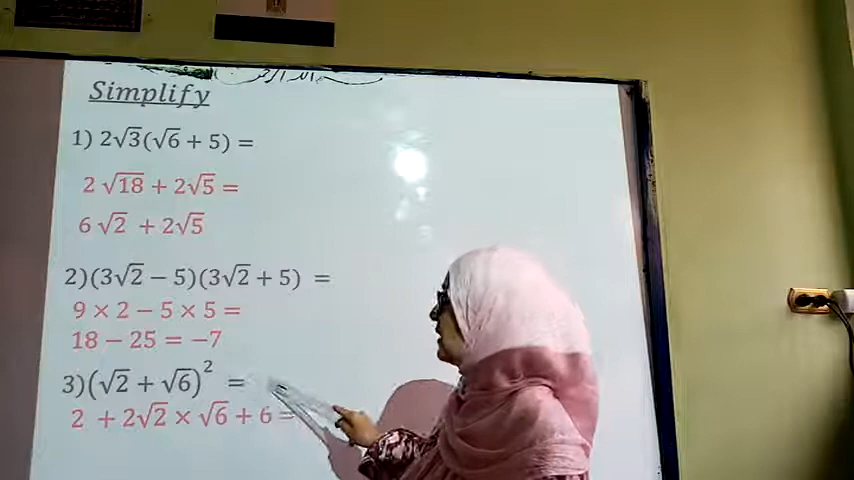 Simplify
1) 2√3(√6 + 5) =
2 √18 + 2√5 =
6 √2 + 2√5
2)(3√2 − 5)(3√2 + 5) =
9 × 2 − 5 × 5 =
18 − 25 = −7
3)(√2 + √6)² =
2 + 2√2 × √6 + 6 =